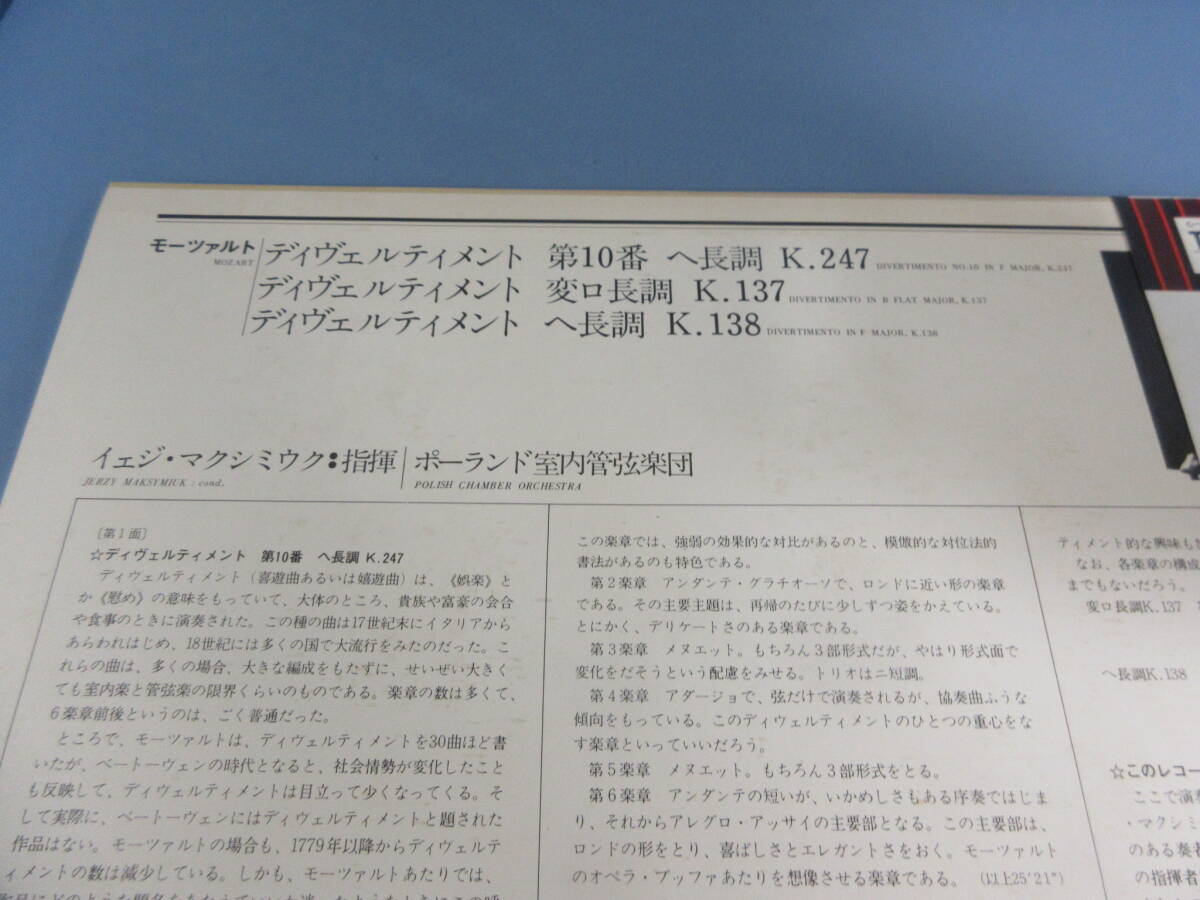 モーツァルト
MOZART
ディヴェルティメント 第10番 ヘ長調 K.247 DIVERTIMENTO NO.10 IN F MAJOR, K.247
ディヴェルティメント 変ロ長調 K.137 DIVERTIMENTO IN B FLAT MAJOR, K.137
ディヴェルティメント ヘ長調 K.138 DIVERTIMENTO IN F MAJOR, K.138
イェジ・マクシミウク:指揮
JERZY MAKSYMIUK : cond.
ポーランド室内管弦楽団
POLISH CHAMBER ORCHESTRA
〔第1面〕
☆ディヴェルティメント 第10番 ヘ長調 K.247
ディヴェルティメント(喜遊曲あるいは嬉遊曲)は、《娯楽》と
か《慰め》の意味をもっていて、大体のところ、貴族や富豪の会合
や食事のときに演奏された。この種の曲は17世紀末にイタリアから
あらわれはじめ、18世紀には多くの国で大流行をみたのだった。こ
れらの曲は、多くの場合、大きな編成をもたずに、せいぜい大きく
ても室内楽と管弦楽の限界くらいのものである。楽章の数は多くて、
6楽章前後というのは、ごく普通だった。
ところで、モーツァルトは、ディヴェルティメントを30曲ほど書
いたが、ベートーヴェンの時代となると、社会情勢が変化したこと
も反映して、ディヴェルティメントは目立って少くなってくる。そ
して実際に、ベートーヴェンにはディヴェルティメントと題された
作品はない。モーツァルトの場合も、1779年以降からディヴェルテ
ィメントの数は減少している。しかも、モーツァルトあたりでは、
この楽章では、強弱の効果的な対比があるのと、模倣的な対位法的
書法があるのも特色である。
第2楽章 アンダンテ・グラチオーソで、ロンドに近い形の楽章
である。その主要主題は、再帰のたびに少しずつ姿をかえている。
とにかく、デリケートさのある楽章である。
第3楽章 メヌエット。もちろん3部形式だが、やはり形式面で
変化をだそうという配慮をみせる。トリオはニ短調。
第4楽章 アダージョで、弦だけで演奏されるが、協奏曲ふうな
傾向をもっている。このディヴェルティメントのひとつの重心をな
す楽章といっていいだろう。
第5楽章 メヌエット。もちろん3部形式をとる。
第6楽章 アンダンテの短いが、いかめしさもある序奏ではじま
り、それからアレグロ・アッサイの主要部となる。この主要部は、
ロンドの形をとり、喜ばしさとエレガントさをおく。モーツァルト
のオペラ・ブッファあたりを想像させる楽章である。(以上25'21")
ティメント的な興味も
なお、各楽章の構成
までもないだろう。
変ロ長調K.137
ヘ長調K.138
☆このレコー
ここで演
・マクシミ
のある奏者
の指揮者